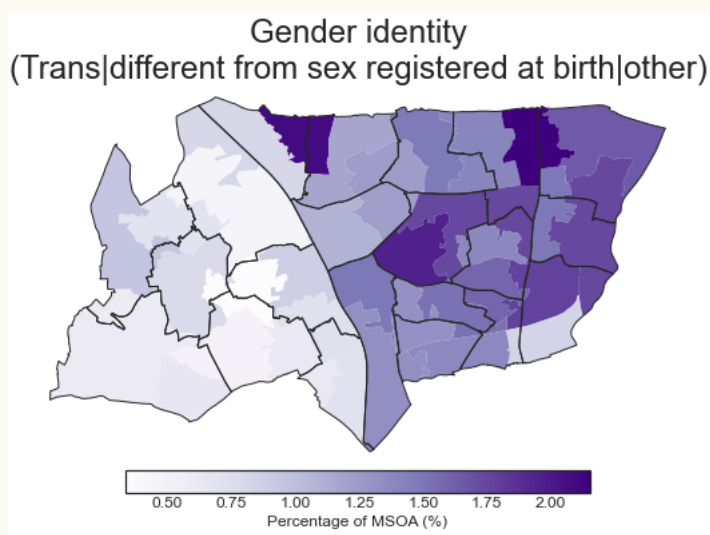 Gender identity
(Trans|different from sex registered at birth|other)
0.50 0.75 1.00 1.25 1.50 1.75 2.00
Percentage of MSOA (%)